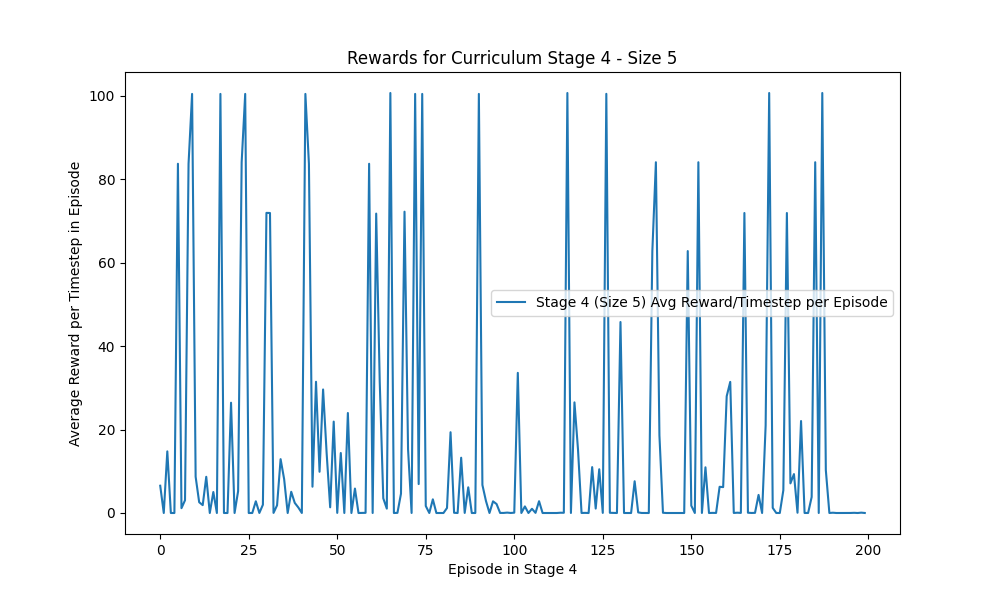 Rewards for Curriculum Stage 4 - Size 5
Average Reward per Timestep in Episode
100
80
60
40
20
0
Stage 4 (Size 5) Avg Reward/Timestep per Episode
0 25 50 75 100 125 150 175 200
Episode in Stage 4